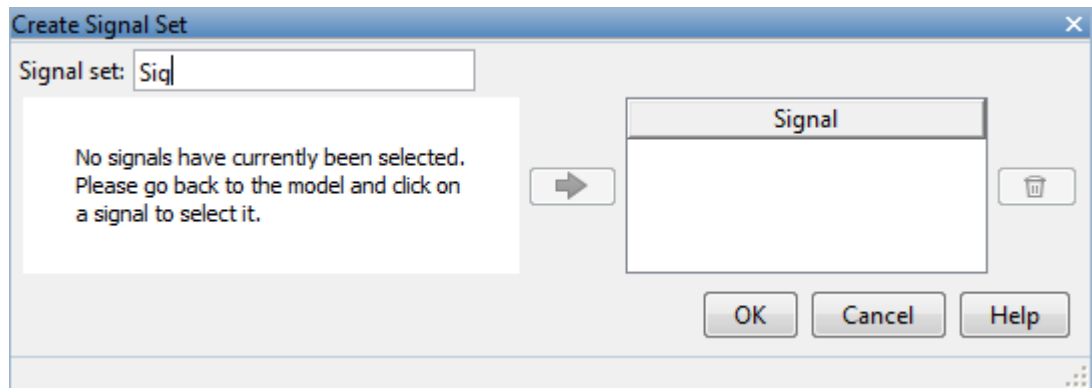 Create Signal Set
Signal set: Sig
No signals have currently been selected.
Please go back to the model and click on
a signal to select it.
Signal
OK
Cancel
Help